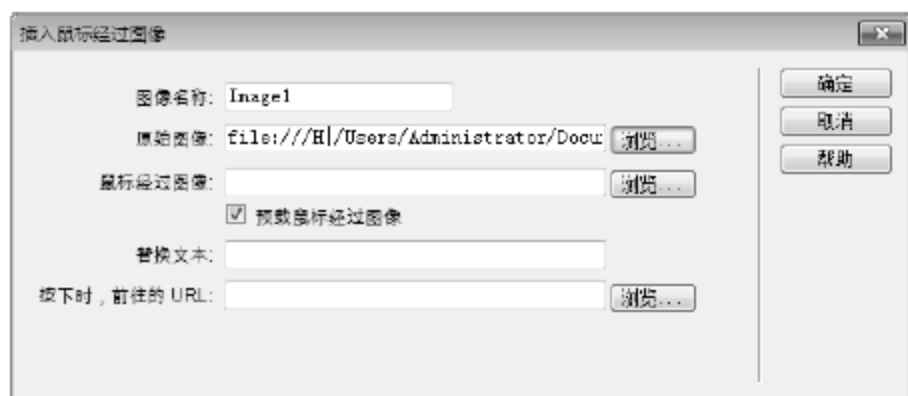 插入鼠标经过图像
图像名称: Image1
确定
原始图像: file:///H|/Users/Administrator/Docu 浏览...
取消
鼠标经过图像: 浏览...
帮助
预载鼠标经过图像
替换文本:
按下时，前往的 URL: 浏览...